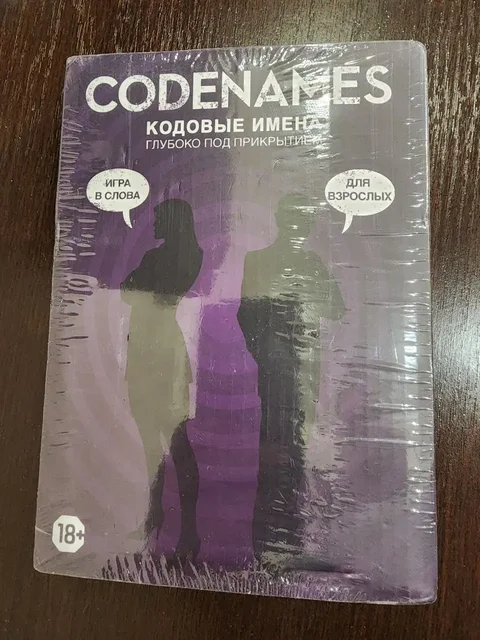 CODENAMES
КОДОВЫЕ ИМЕНА
ГЛУБОКО ПОД ПРИКРЫТИЕМ
ИГРА
В СЛОВА
ДЛЯ
ВЗРОСЛЫХ
18+